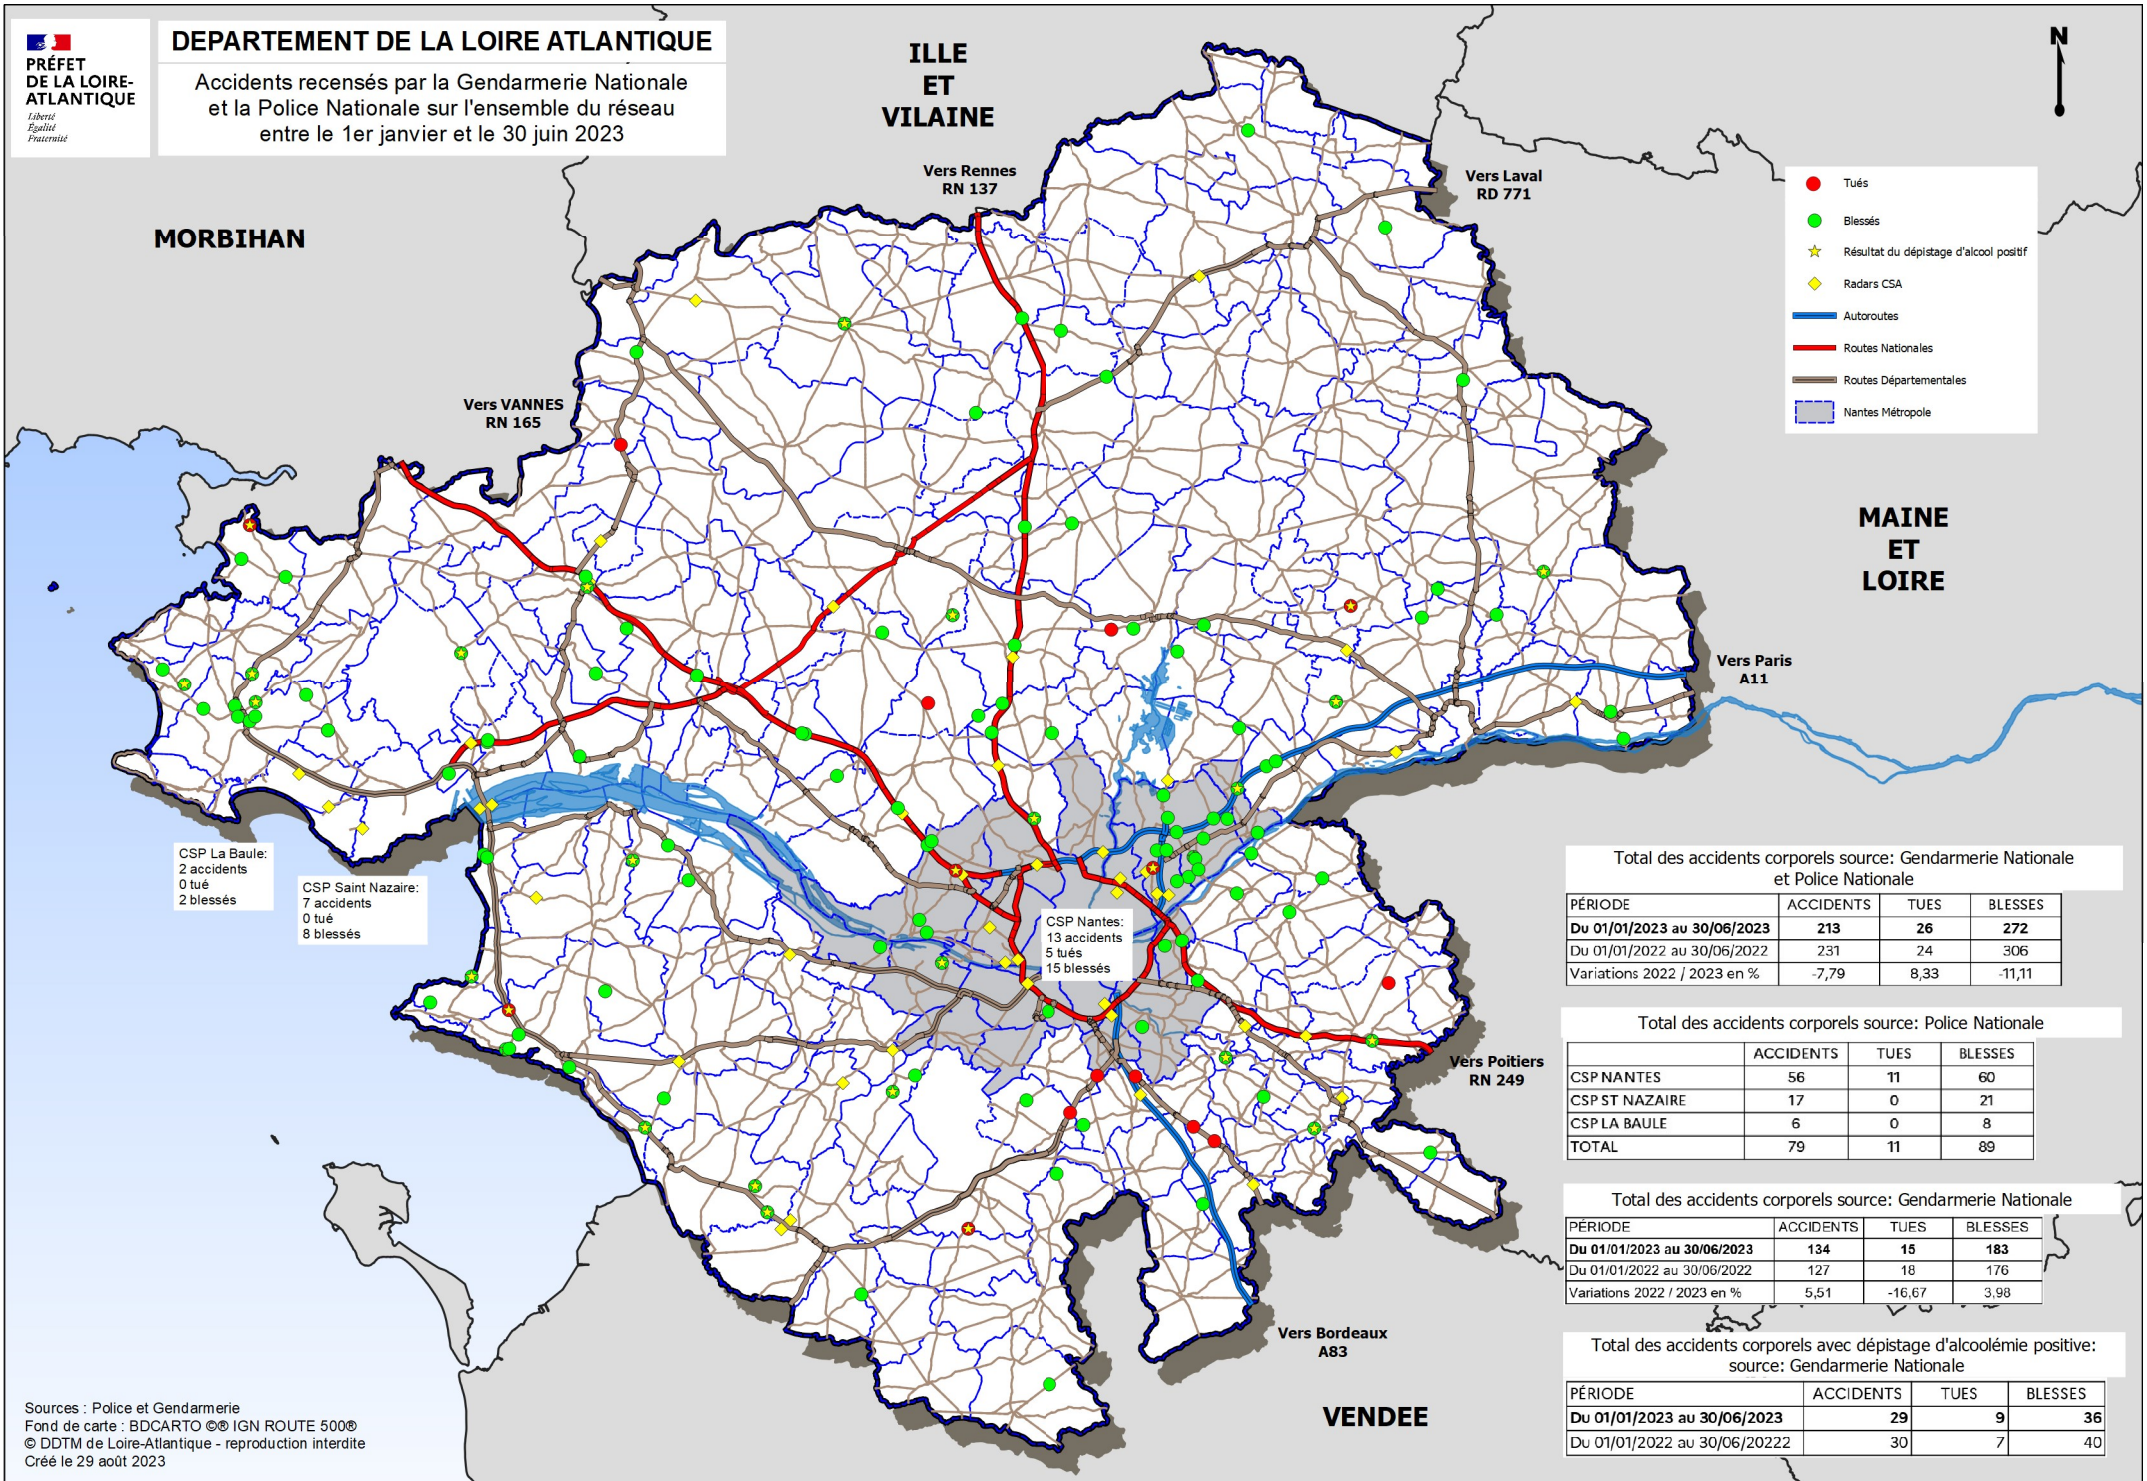 PRÉFET
DE LA LOIRE-
ATLANTIQUE
Liberté
Égalité
Fraternité
DEPARTEMENT DE LA LOIRE ATLANTIQUE
Accidents recensés par la Gendarmerie Nationale
et la Police Nationale sur l'ensemble du réseau
entre le 1er janvier et le 30 juin 2023
ILLE
ET
VILAINE
N
MORBIHAN
Vers Rennes
RN 137
Vers Laval
RD 771
Tués
Blessés
Résultat du dépistage d'alcool positif
Radars CSA
Autoroutes
Routes Nationales
Routes Départementales
Nantes Métropole
Vers VANNES
RN 165
MAINE
ET
LOIRE
Vers Paris
A11
CSP La Baule:
2 accidents
0 tué
2 blessés
CSP Saint Nazaire:
7 accidents
0 tué
8 blessés
CSP Nantes:
13 accidents
5 tués
15 blessés
Vers Poitiers
RN 249
Vers Bordeaux
A83
VENDEE
Total des accidents corporels source: Gendarmerie Nationale
et Police Nationale
PÉRIODE ACCIDENTS TUES BLESSES
Du 01/01/2023 au 30/06/2023 213 26 272
Du 01/01/2022 au 30/06/2022 231 24 306
Variations 2022 / 2023 en % -7,79 8,33 -11,11
Total des accidents corporels source: Police Nationale
ACCIDENTS TUES BLESSES
CSP NANTES 56 11 60
CSP ST NAZAIRE 17 0 21
CSP LA BAULE 6 0 8
TOTAL 79 11 89
Total des accidents corporels source: Gendarmerie Nationale
PÉRIODE ACCIDENTS TUES BLESSES
Du 01/01/2023 au 30/06/2023 134 15 183
Du 01/01/2022 au 30/06/2022 127 18 176
Variations 2022 / 2023 en % 5,51 -16,67 3,98
Total des accidents corporels avec dépistage d'alcoolémie positive:
source: Gendarmerie Nationale
PÉRIODE ACCIDENTS TUES BLESSES
Du 01/01/2023 au 30/06/2023 29 9 36
Du 01/01/2022 au 30/06/20222 30 7 40
Sources : Police et Gendarmerie
Fond de carte : BDCARTO ©® IGN ROUTE 500®
© DDTM de Loire-Atlantique - reproduction interdite
Créé le 29 août 2023